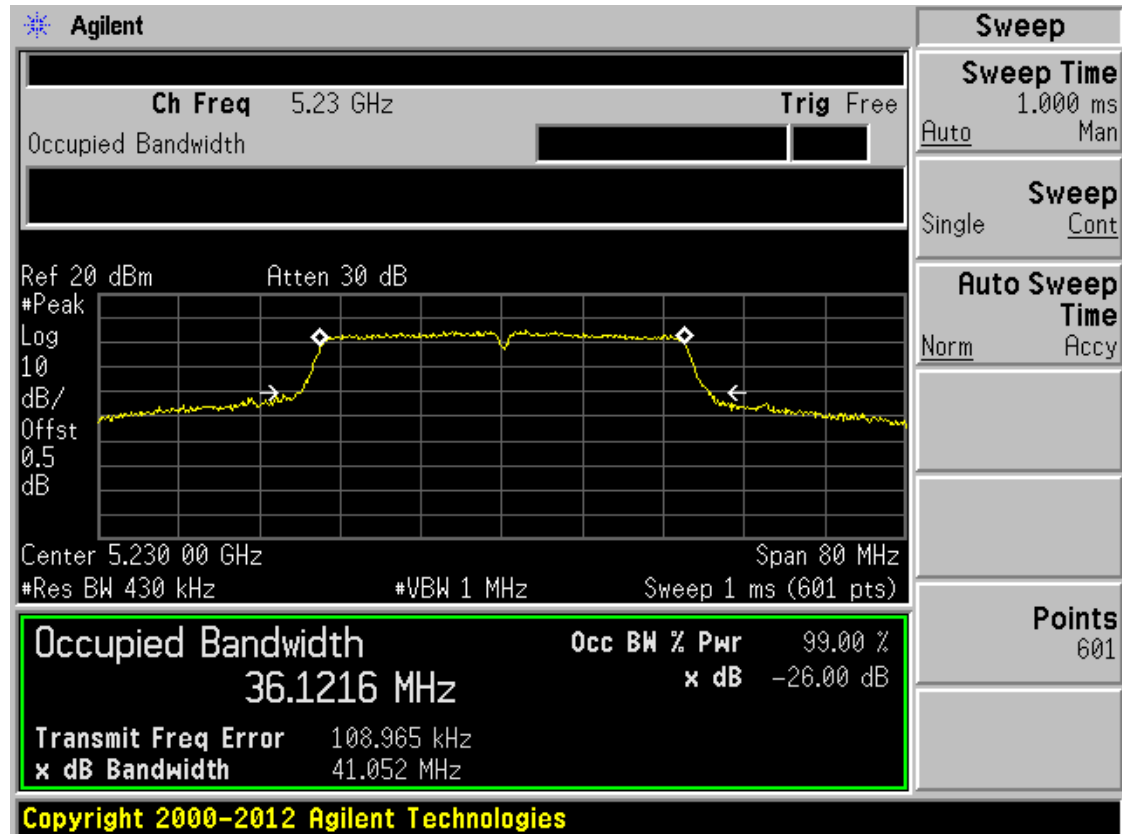 Agilent
Ch Freq 5.23 GHz Trig Free
Occupied Bandwidth
Ref 20 dBm Atten 30 dB
#Peak
Log
10
dB/
Offst
0.5
dB
Center 5.230 00 GHz Span 80 MHz
#Res BW 430 kHz #VBW 1 MHz Sweep 1 ms (601 pts)
Occupied Bandwidth Occ BW % Pwr 99.00 %
36.1216 MHz x dB -26.00 dB
Transmit Freq Error 108.965 kHz
x dB Bandwidth 41.052 MHz
Copyright 2000-2012 Agilent Technologies
Sweep
Sweep Time
1.000 ms
Auto Man
Sweep
Single Cont
Auto Sweep
Time
Norm Accy
Points
601